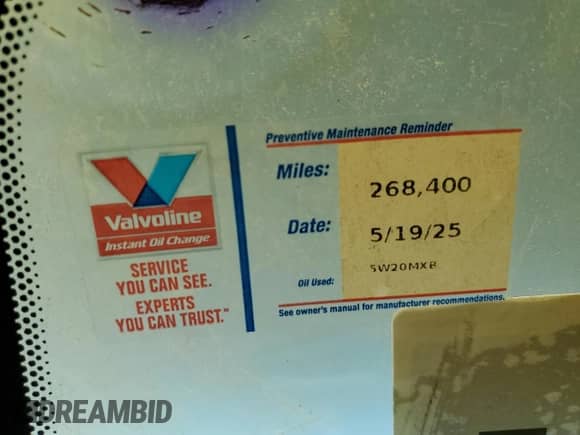 Preventive Maintenance Reminder
Miles: 268,400
Date: 5/19/25
Oil Used: 5W20MXB
See owner's manual for manufacturer recommendations.
Valvoline
Instant Oil Change
SERVICE
YOU CAN SEE.
EXPERTS
YOU CAN TRUST.™
DREAMBID